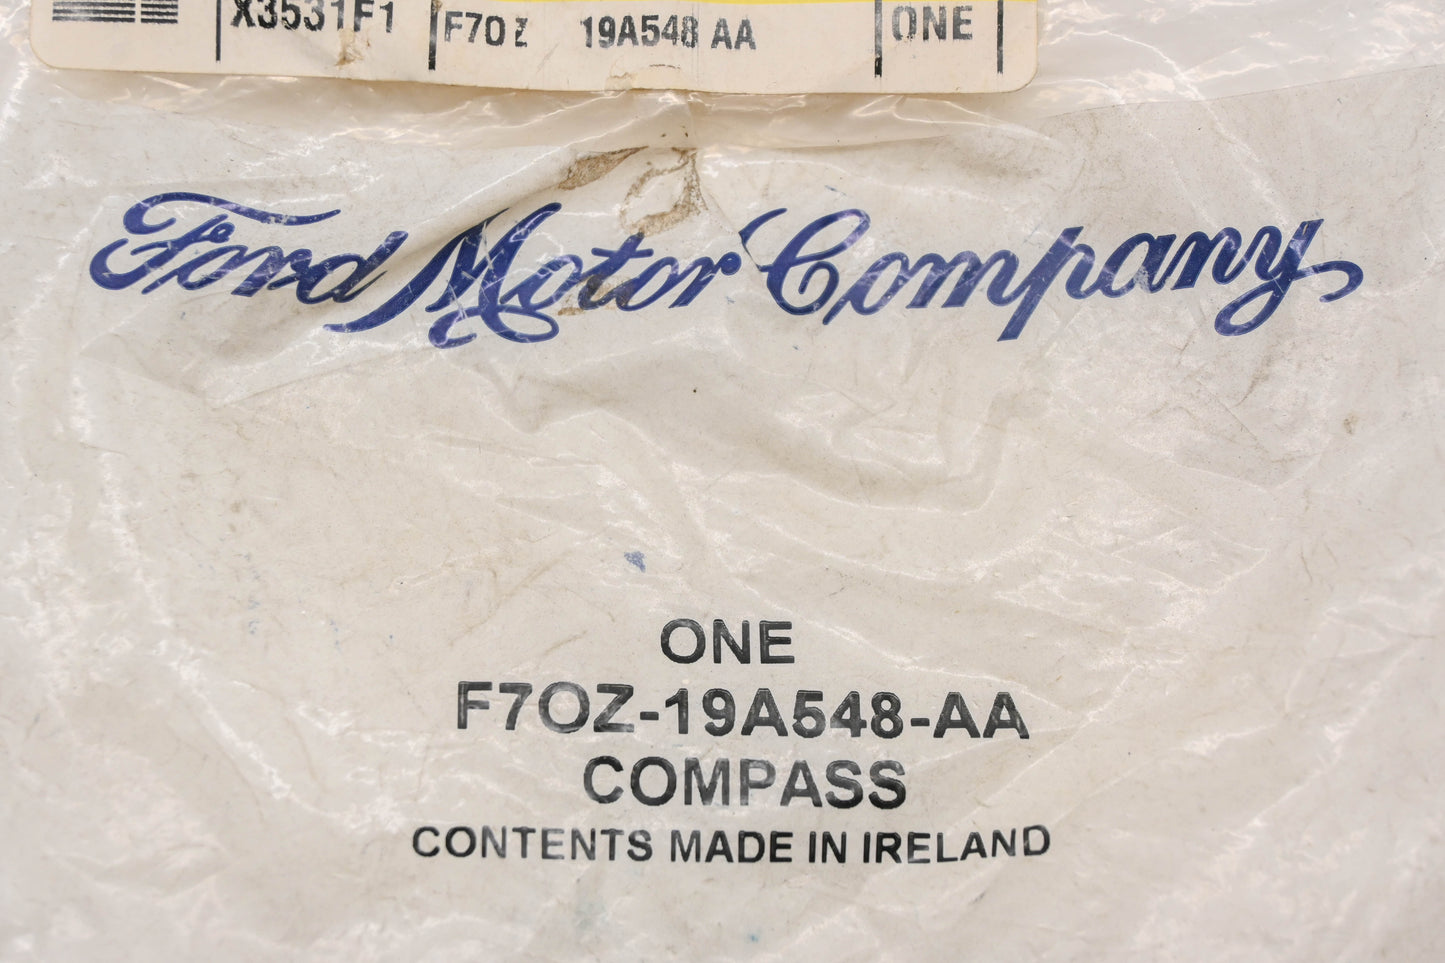 X3531F1 F7OZ 19A548 AA ONE
Ford Motor Company
ONE
F7OZ-19A548-AA
COMPASS
CONTENTS MADE IN IRELAND